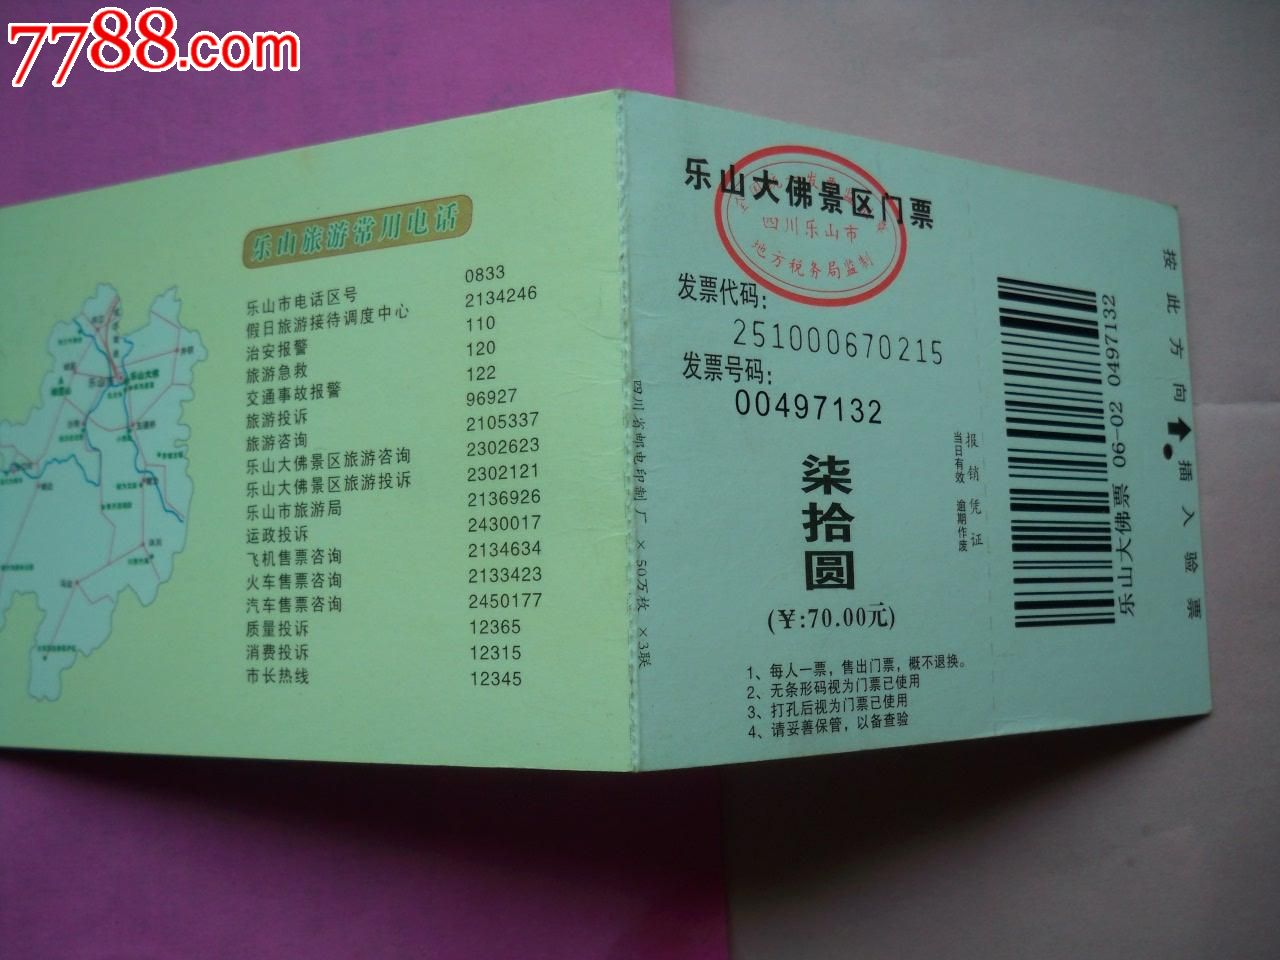 7788.com
乐山旅游常用电话
乐山市电话区号 0833
假日旅游接待调度中心 2134246
治安报警 110
旅游急救 120
交通事故报警 122
旅游投诉 96927
旅游咨询 2105337
乐山大佛景区旅游咨询 2302623
乐山大佛景区旅游投诉 2302121
乐山市旅游局 2136926
运政投诉 2430017
飞机售票咨询 2134634
火车售票咨询 2133423
汽车售票咨询 2450177
质量投诉 12365
消费投诉 12315
市长热线 12345
乐山大佛
四川省邮电印制厂×50万枚×3联
乐山大佛景区门票
四川乐山市
地方税务局监制
发票代码:
251000670215
发票号码:
00497132
柒拾圆
(¥:70.00元)
1、每人一票,售出门票,概不退换。
2、无条形码视为门票已使用
3、打孔后视为门票已使用
4、请妥善保管,以备查验
报销凭证
当日有效 逾期作废
乐山大佛票 06-02 0497132
按此方向插入验票